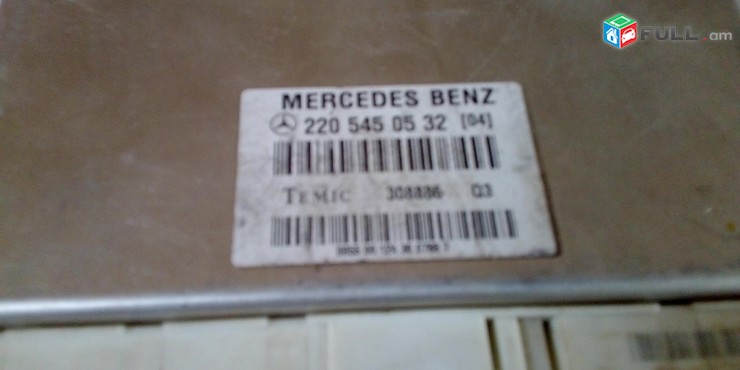 FULL.am
MERCEDES BENZ
220 545 05 32 [04]
TEMIC 308886 Q3